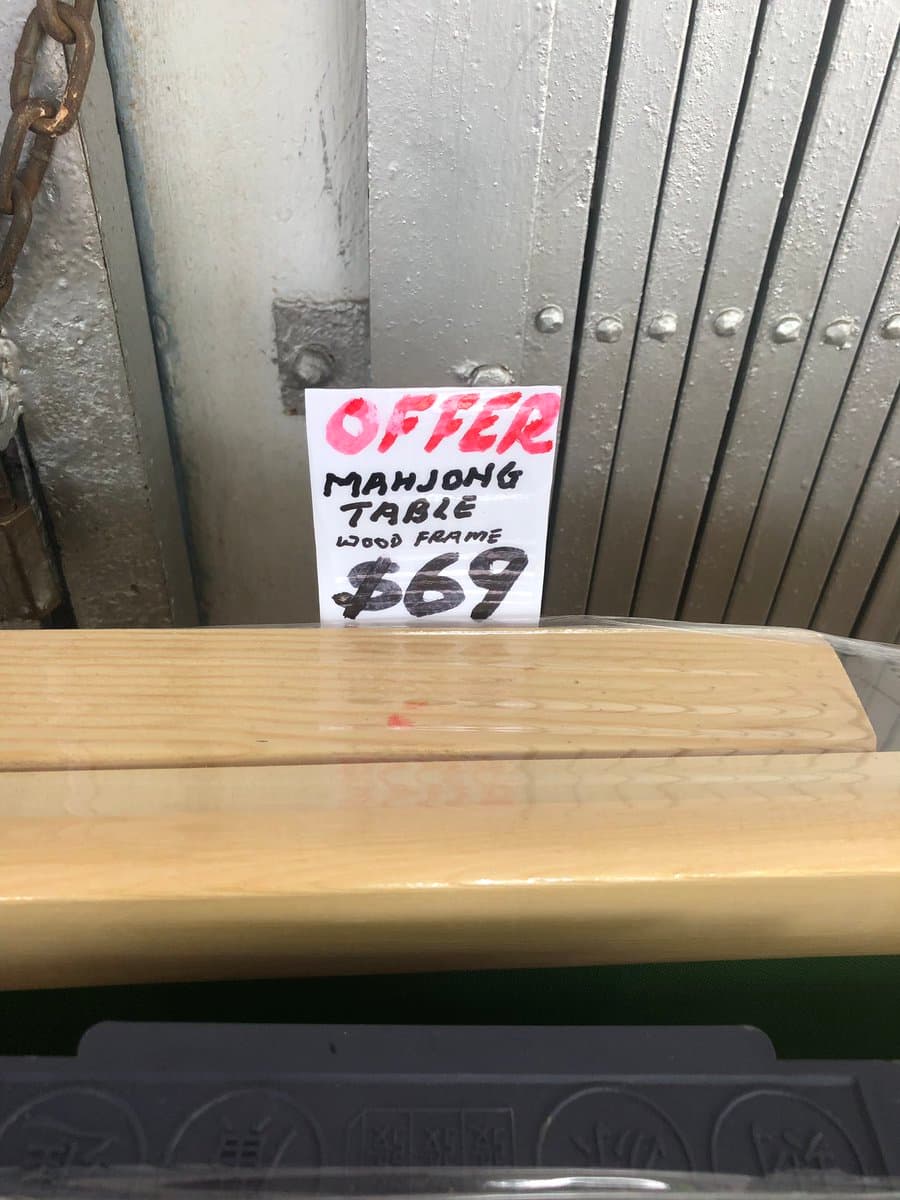 OFFER
MAHJONG
TABLE
WOOD FRAME
$69